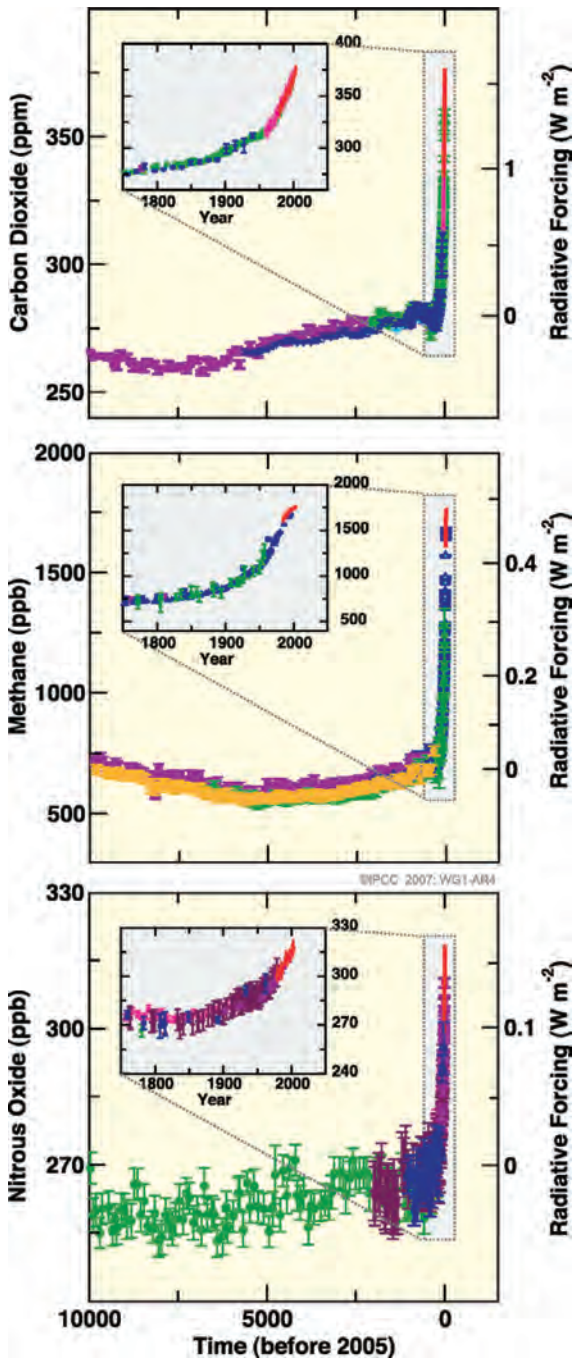 Carbon Dioxide (ppm)
350
300
250
400
350
300
1800 1900 2000
Year
1
0
Radiative Forcing (W m-2)
Methane (ppb)
2000
1500
1000
500
2000
1500
1000
500
1800 1900 2000
Year
0.4
0.2
0
Radiative Forcing (W m-2)
©IPCC 2007: WG1-AR4
Nitrous Oxide (ppb)
330
300
270
330
300
270
240
1800 1900 2000
Year
0.1
0
Radiative Forcing (W m-2)
10000 5000 0
Time (before 2005)